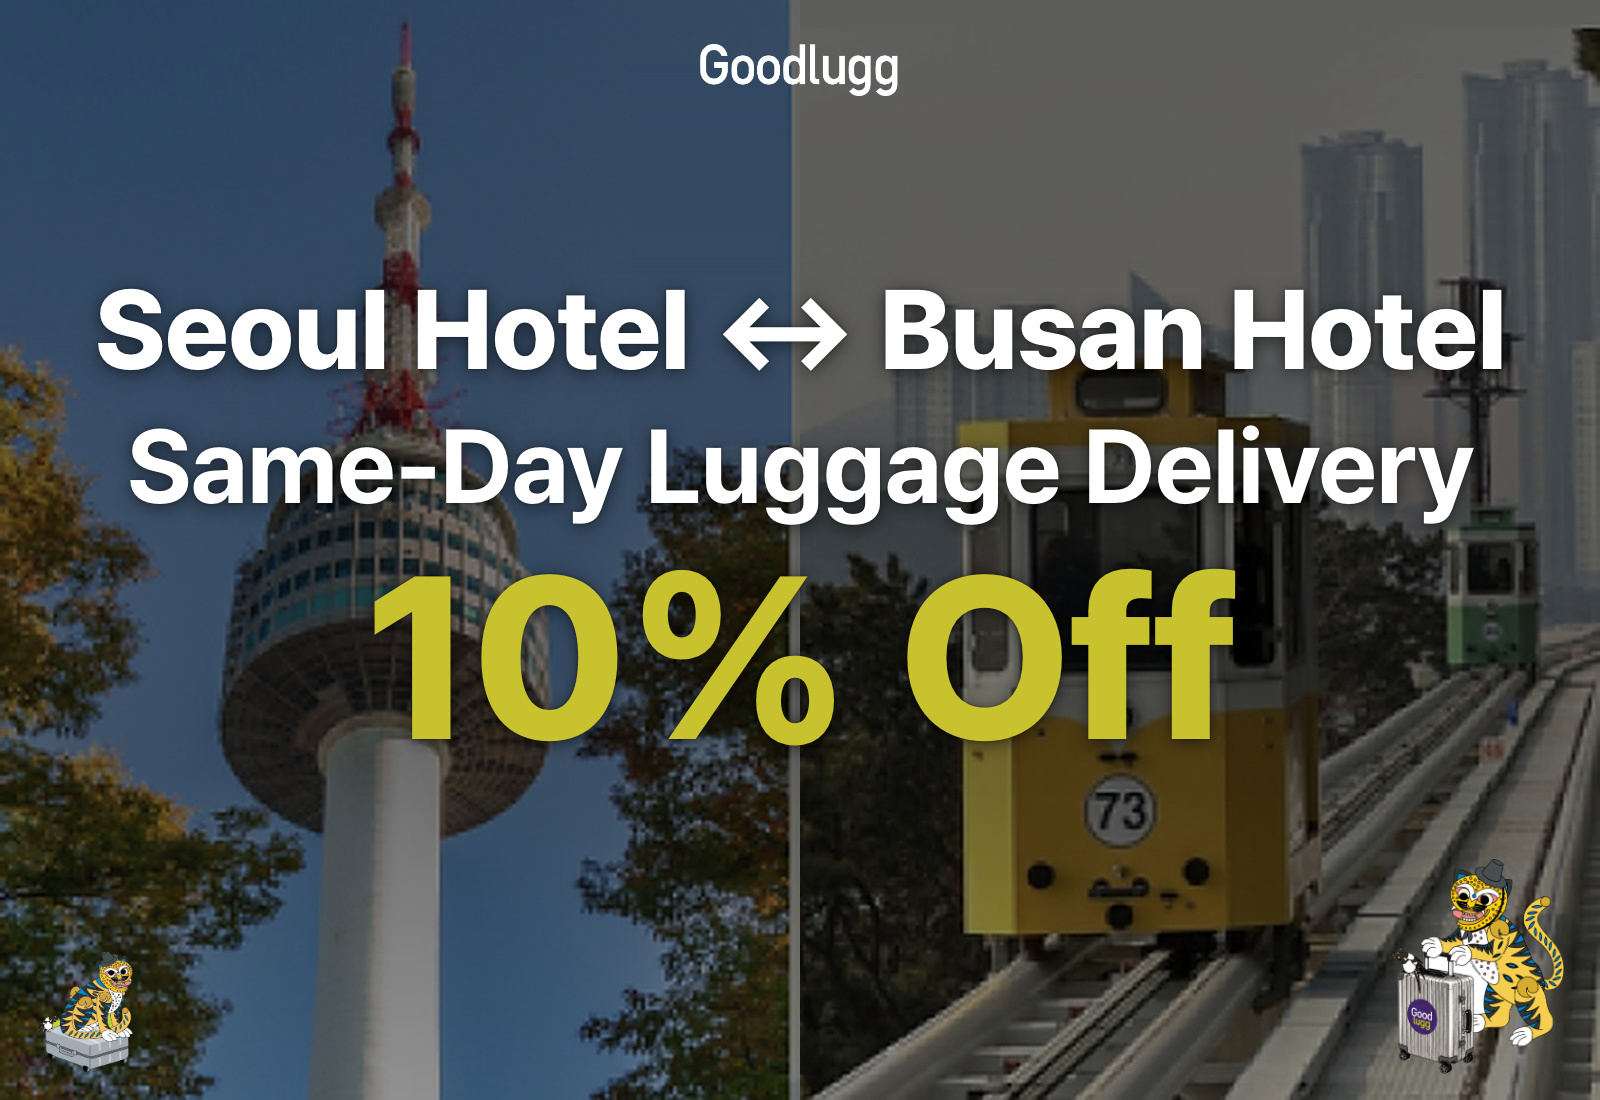 Goodlugg
Seoul Hotel ↔ Busan Hotel
Same-Day Luggage Delivery
10% Off
73
Good
lugg